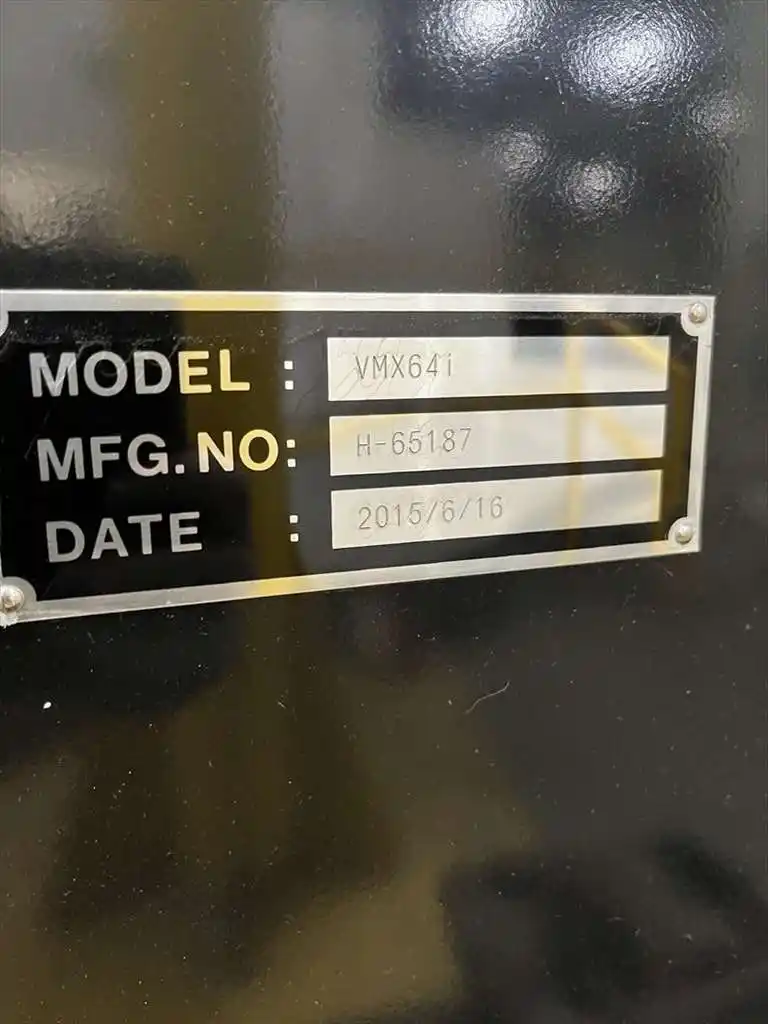 MODEL : VMX64i
MFG.NO: H-65187
DATE : 2015/6/16